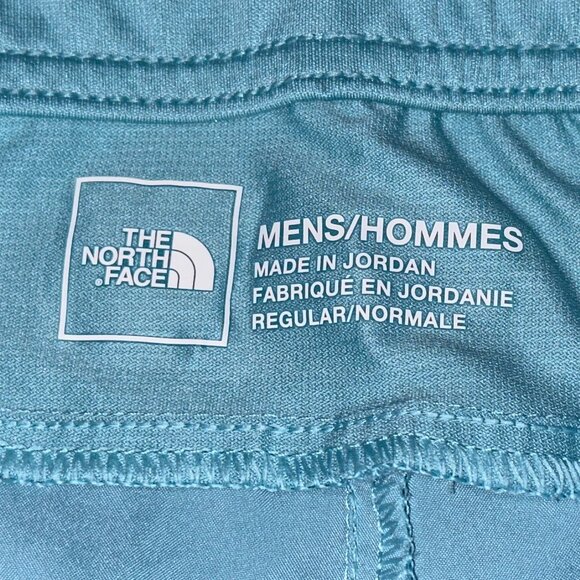 THE
NORTH
FACE
MENS/HOMMES
MADE IN JORDAN
FABRIQUÉ EN JORDANIE
REGULAR/NORMALE